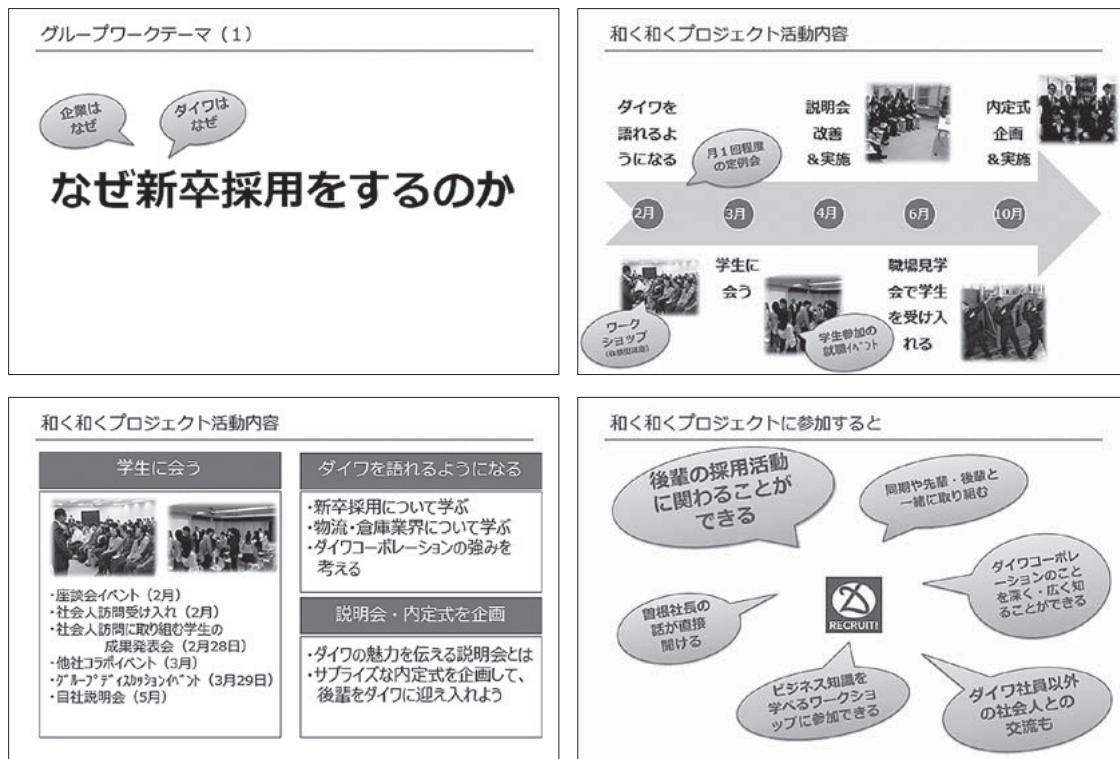 グループワークテーマ（1）
企業は
なぜ
ダイワは
なぜ
なぜ新卒採用をするのか
和く和くプロジェクト活動内容
ダイワを
語れるよ
うになる
月1回程度
の定例会
説明会
改善
&実施
内定式
企画
&実施
2月
3月
4月
6月
10月
ワーク
ショップ
学生に
会う
学生参加の
就職ｲﾍﾞﾝﾄ
職場見学
会で学生
を受け入
れる
和く和くプロジェクト活動内容
学生に会う
・座談会イベント（2月）
・社会人訪問受け入れ（2月）
・社会人訪問に取り組む学生の
成果発表会（2月28日）
・他社コラボイベント（3月）
・ｸﾞﾙｰﾌﾟﾃﾞｨｽｶｯｼｮﾝｲﾍﾞﾝﾄ（3月29日）
・自社説明会（5月）
ダイワを語れるようになる
・新卒採用について学ぶ
・物流・倉庫業界について学ぶ
・ダイワコーポレーションの強みを
考える
説明会・内定式を企画
・ダイワの魅力を伝える説明会とは
・サプライズな内定式を企画して、
後輩をダイワに迎え入れよう
和く和くプロジェクトに参加すると
後輩の採用活動
に関わることが
できる
同期や先輩・後輩と
一緒に取り組む
ダイワコーポレ
ーションのこと
を深く・広く知
ることができる
曽根社長の
話が直接
聞ける
RECRUIT!
ビジネス知識を
学べるワークショ
ップに参加できる
ダイワ社員以外
の社会人との
交流も